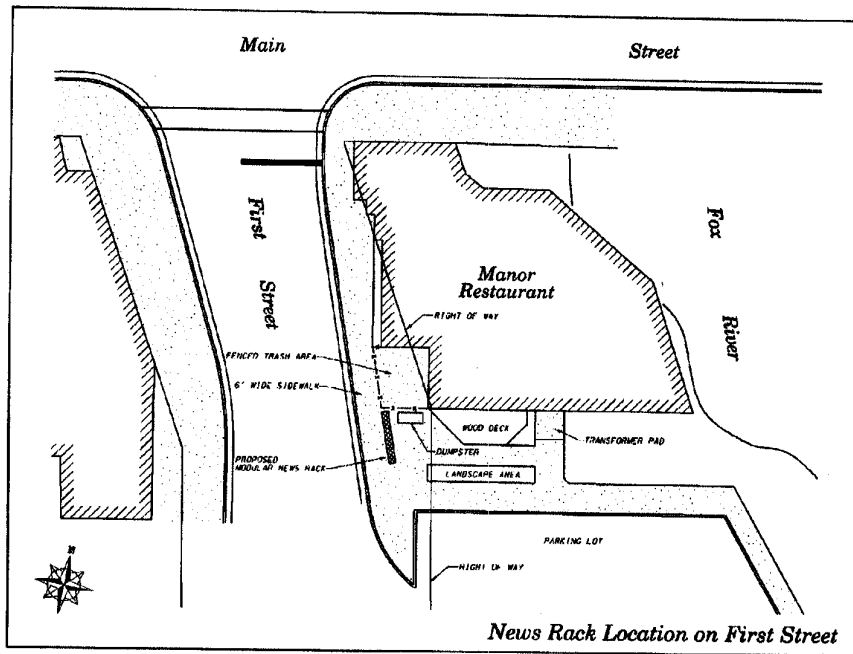 Main Street
First Street
Fox River
Manor
Restaurant
RIGHT OF WAY
FENCED TRASH AREA
6' WIDE SIDEWALK
PROPOSED
MODULAR NEWS RACK
WOOD DECK
DUMPSTER
TRANSFORMER PAD
LANDSCAPE AREA
PARKING LOT
RIGHT OF WAY
N
News Rack Location on First Street